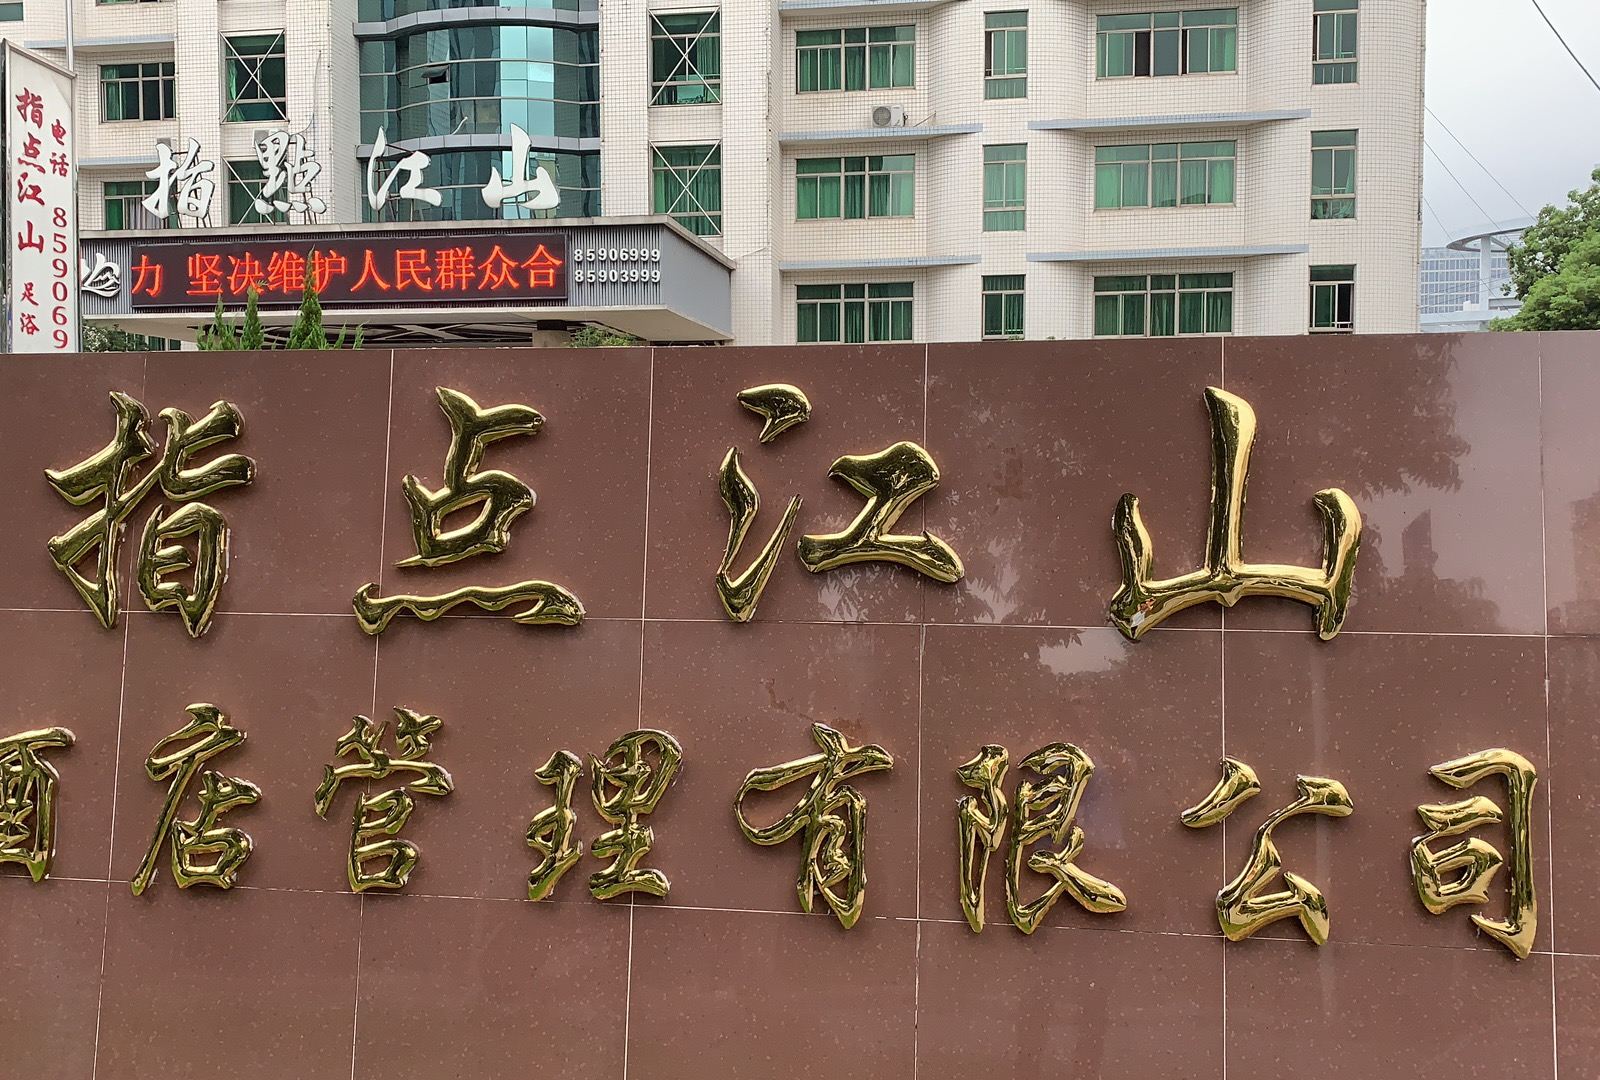 指点江山 足浴
电话 8590699
指點江山
力 坚决维护人民群众合
85906999
85903999
指点江山
酒店管理有限公司